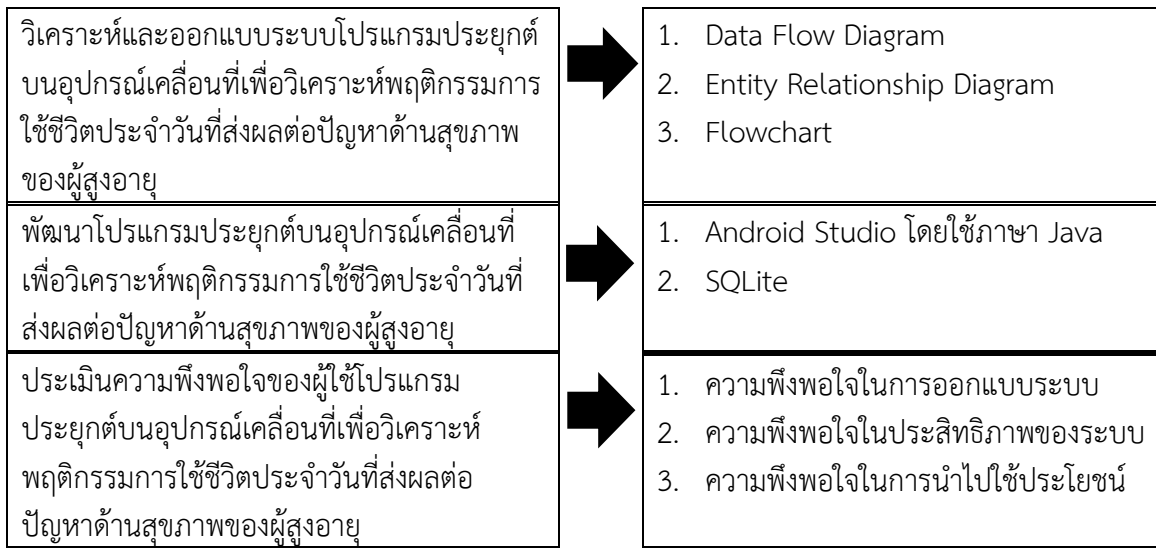 วิเคราะห์และออกแบบระบบโปรแกรมประยุกต์
บนอุปกรณ์เคลื่อนที่เพื่อวิเคราะห์พฤติกรรมการ
ใช้ชีวิตประจำวันที่ส่งผลต่อปัญหาด้านสุขภาพ
ของผู้สูงอายุ
1. Data Flow Diagram
2. Entity Relationship Diagram
3. Flowchart
พัฒนาโปรแกรมประยุกต์บนอุปกรณ์เคลื่อนที่
เพื่อวิเคราะห์พฤติกรรมการใช้ชีวิตประจำวันที่
ส่งผลต่อปัญหาด้านสุขภาพของผู้สูงอายุ
1. Android Studio โดยใช้ภาษา Java
2. SQLite
ประเมินความพึงพอใจของผู้ใช้โปรแกรม
ประยุกต์บนอุปกรณ์เคลื่อนที่เพื่อวิเคราะห์
พฤติกรรมการใช้ชีวิตประจำวันที่ส่งผลต่อ
ปัญหาด้านสุขภาพของผู้สูงอายุ
1. ความพึงพอใจในการออกแบบระบบ
2. ความพึงพอใจในประสิทธิภาพของระบบ
3. ความพึงพอใจในการนำไปใช้ประโยชน์